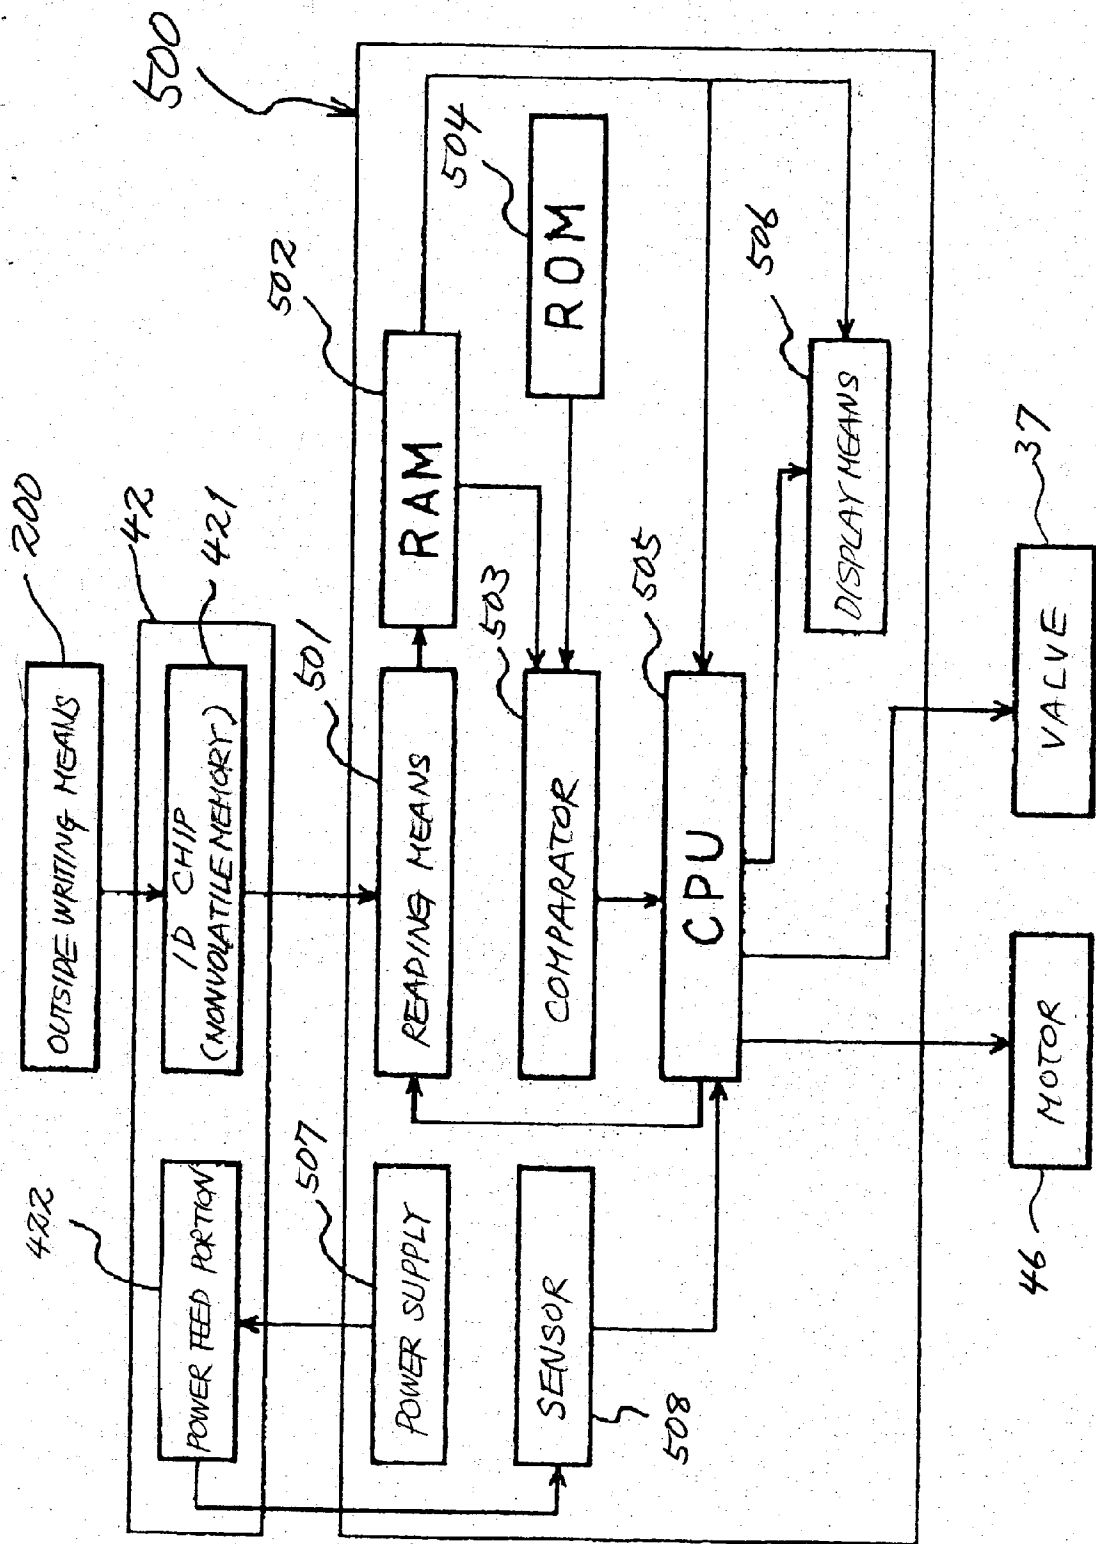 500
200
OUTSIDE WRITING MEANS
42
421
ID CHIP
(NONVOLATILE MEMORY)
422
POWER FEED PORTION
502
RAM
504
ROM
501
READING MEANS
507
POWER SUPPLY
503
COMPARATOR
SENSOR
508
505
CPU
506
DISPLAY MEANS
37
VALVE
MOTOR
46